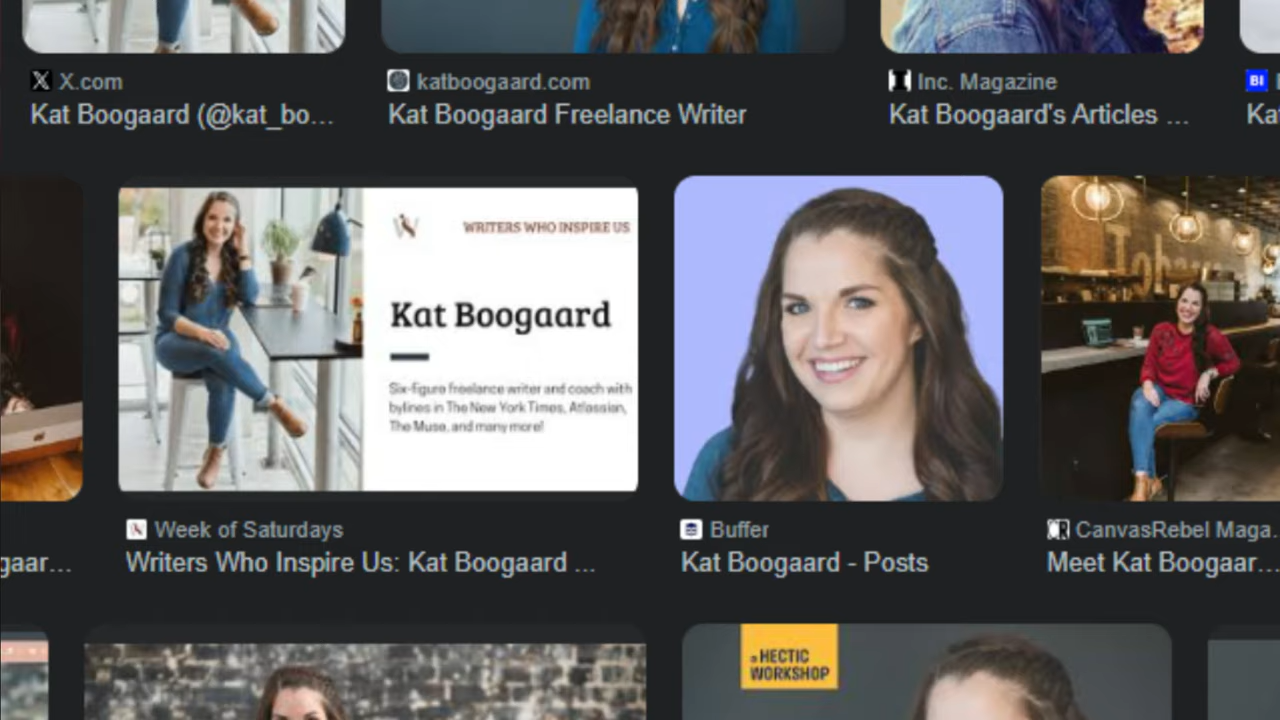 X.com
Kat Boogaard (@kat_bo...
katboogaard.com
Kat Boogaard Freelance Writer
Inc. Magazine
Kat Boogaard's Articles ...
BI
WRITERS WHO INSPIRE US
Kat Boogaard
Six-figure freelance writer and coach with
bylines in The New York Times, Atlassian,
The Muse, and many more!
gaar...
Week of Saturdays
Writers Who Inspire Us: Kat Boogaard ...
Buffer
Kat Boogaard - Posts
CR
CanvasRebel Maga.
Meet Kat Boogaar...
HECTIC
WORKSHOP